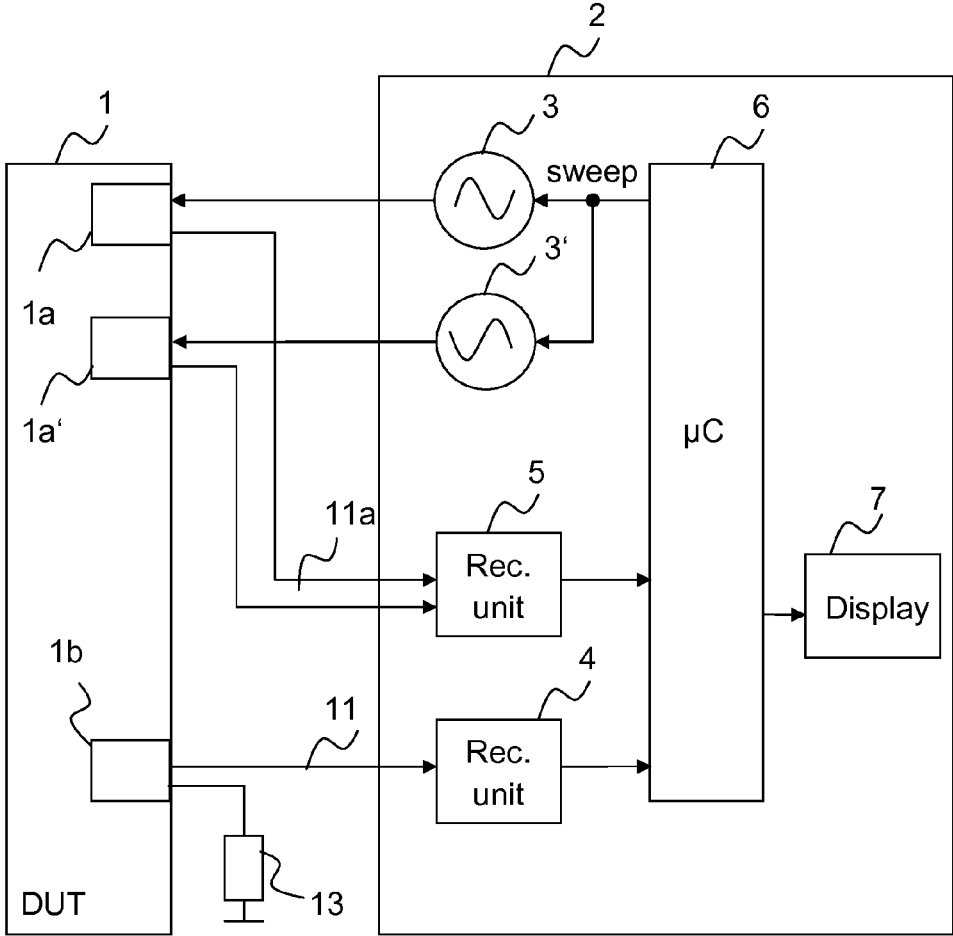 2
1
3
sweep
6
3‘
1a
1a‘
µC
5
7
11a
Rec.
unit
Display
1b
4
11
Rec.
unit
13
DUT